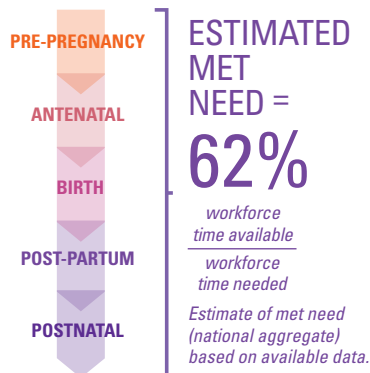 PRE-PREGNANCY
ANTENATAL
BIRTH
POST-PARTUM
POSTNATAL
ESTIMATED
MET
NEED =
62%
workforce
time available
workforce
time needed
Estimate of met need
(national aggregate)
based on available data.